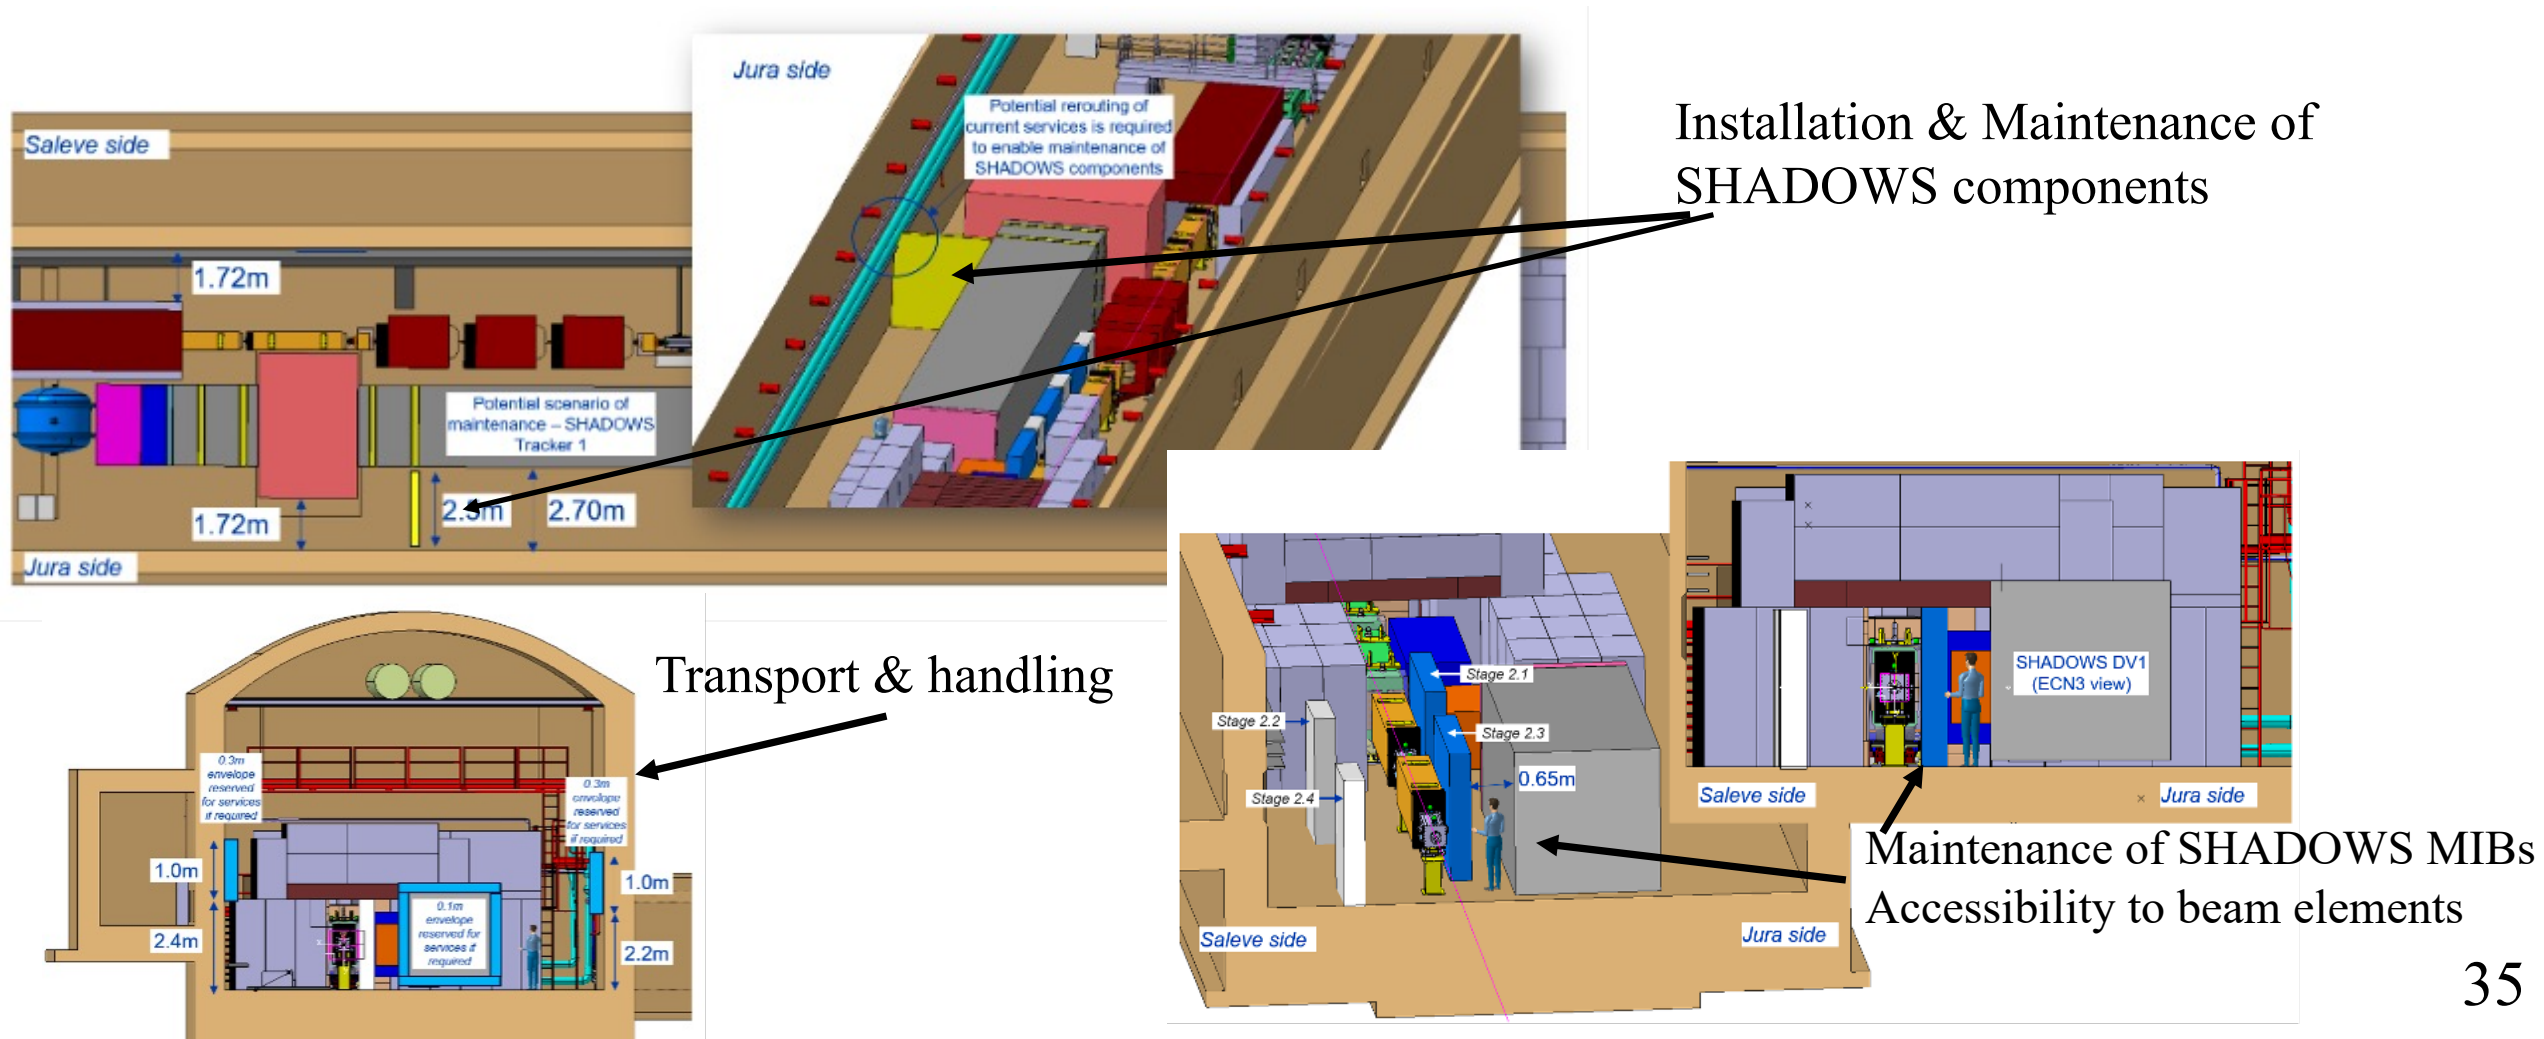 Jura side
Potential rerouting of
current services is required
to enable maintenance of
SHADOWS components
Installation & Maintenance of
SHADOWS components
Saleve side
1.72m
Potential scenario of
maintenance – SHADOWS
Tracker 1
1.72m
2.5m
2.70m
Jura side
Transport & handling
0.3m
envelope
reserved
for services
if required
0.3m
envelope
reserved
for services
if required
1.0m
2.4m
0.1m
envelope
reserved for
services if
required
1.0m
2.2m
Stage 2.1
Stage 2.2
Stage 2.3
Stage 2.4
0.65m
Saleve side
Jura side
SHADOWS DV1
(ECN3 view)
Saleve side
Jura side
Maintenance of SHADOWS MIBs
Accessibility to beam elements
35